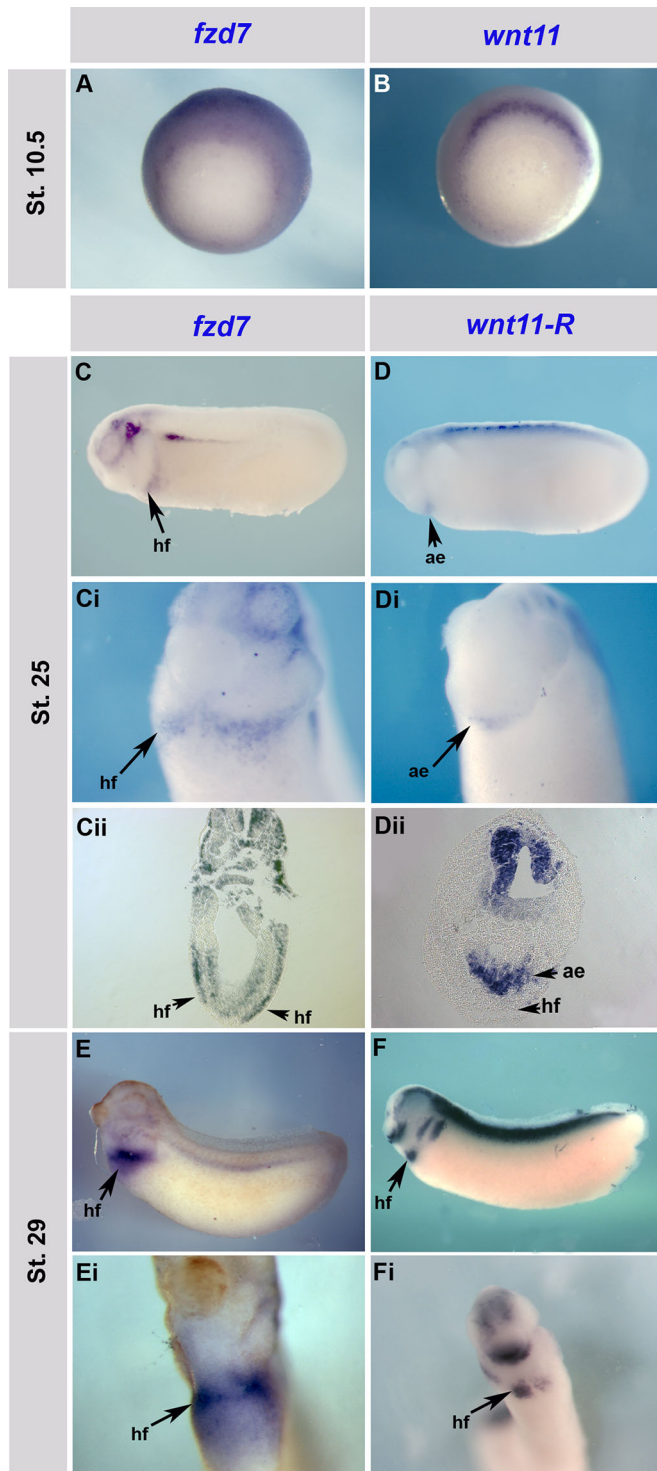 fzd7
wnt11
St. 10.5
A
B
fzd7
wnt11-R
St. 25
C
hf
D
ae
Ci
hf
Di
ae
Cii
hf
hf
Dii
ae
hf
St. 29
E
hf
F
hf
Ei
hf
Fi
hf